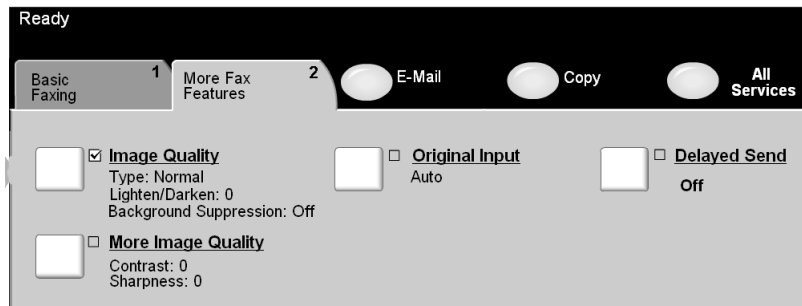 Ready
Basic
Faxing
1
More Fax
Features
2
E-Mail
Copy
All
Services
Image Quality
Type: Normal
Lighten/Darken: 0
Background Suppression: Off
Original Input
Auto
Delayed Send
Off
More Image Quality
Contrast: 0
Sharpness: 0